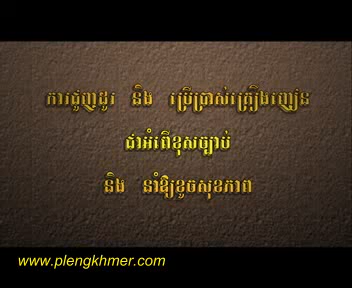 ការជួញដូរ និង ប្រើប្រាស់គ្រឿងញៀន
ជាអំពើខុសច្បាប់
និង នាំឱ្យខូចសុខភាព
www.plengkhmer.com